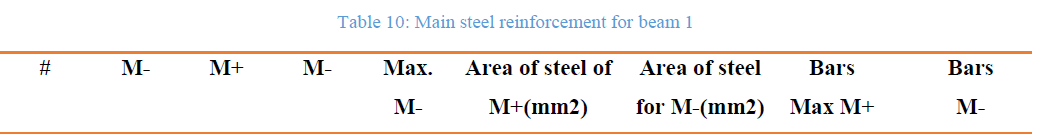 Table 10: Main steel reinforcement for beam 1
# M- M+ M- Max. Area of steel of Area of steel Bars Bars
M- M+(mm2) for M-(mm2) Max M+ M-